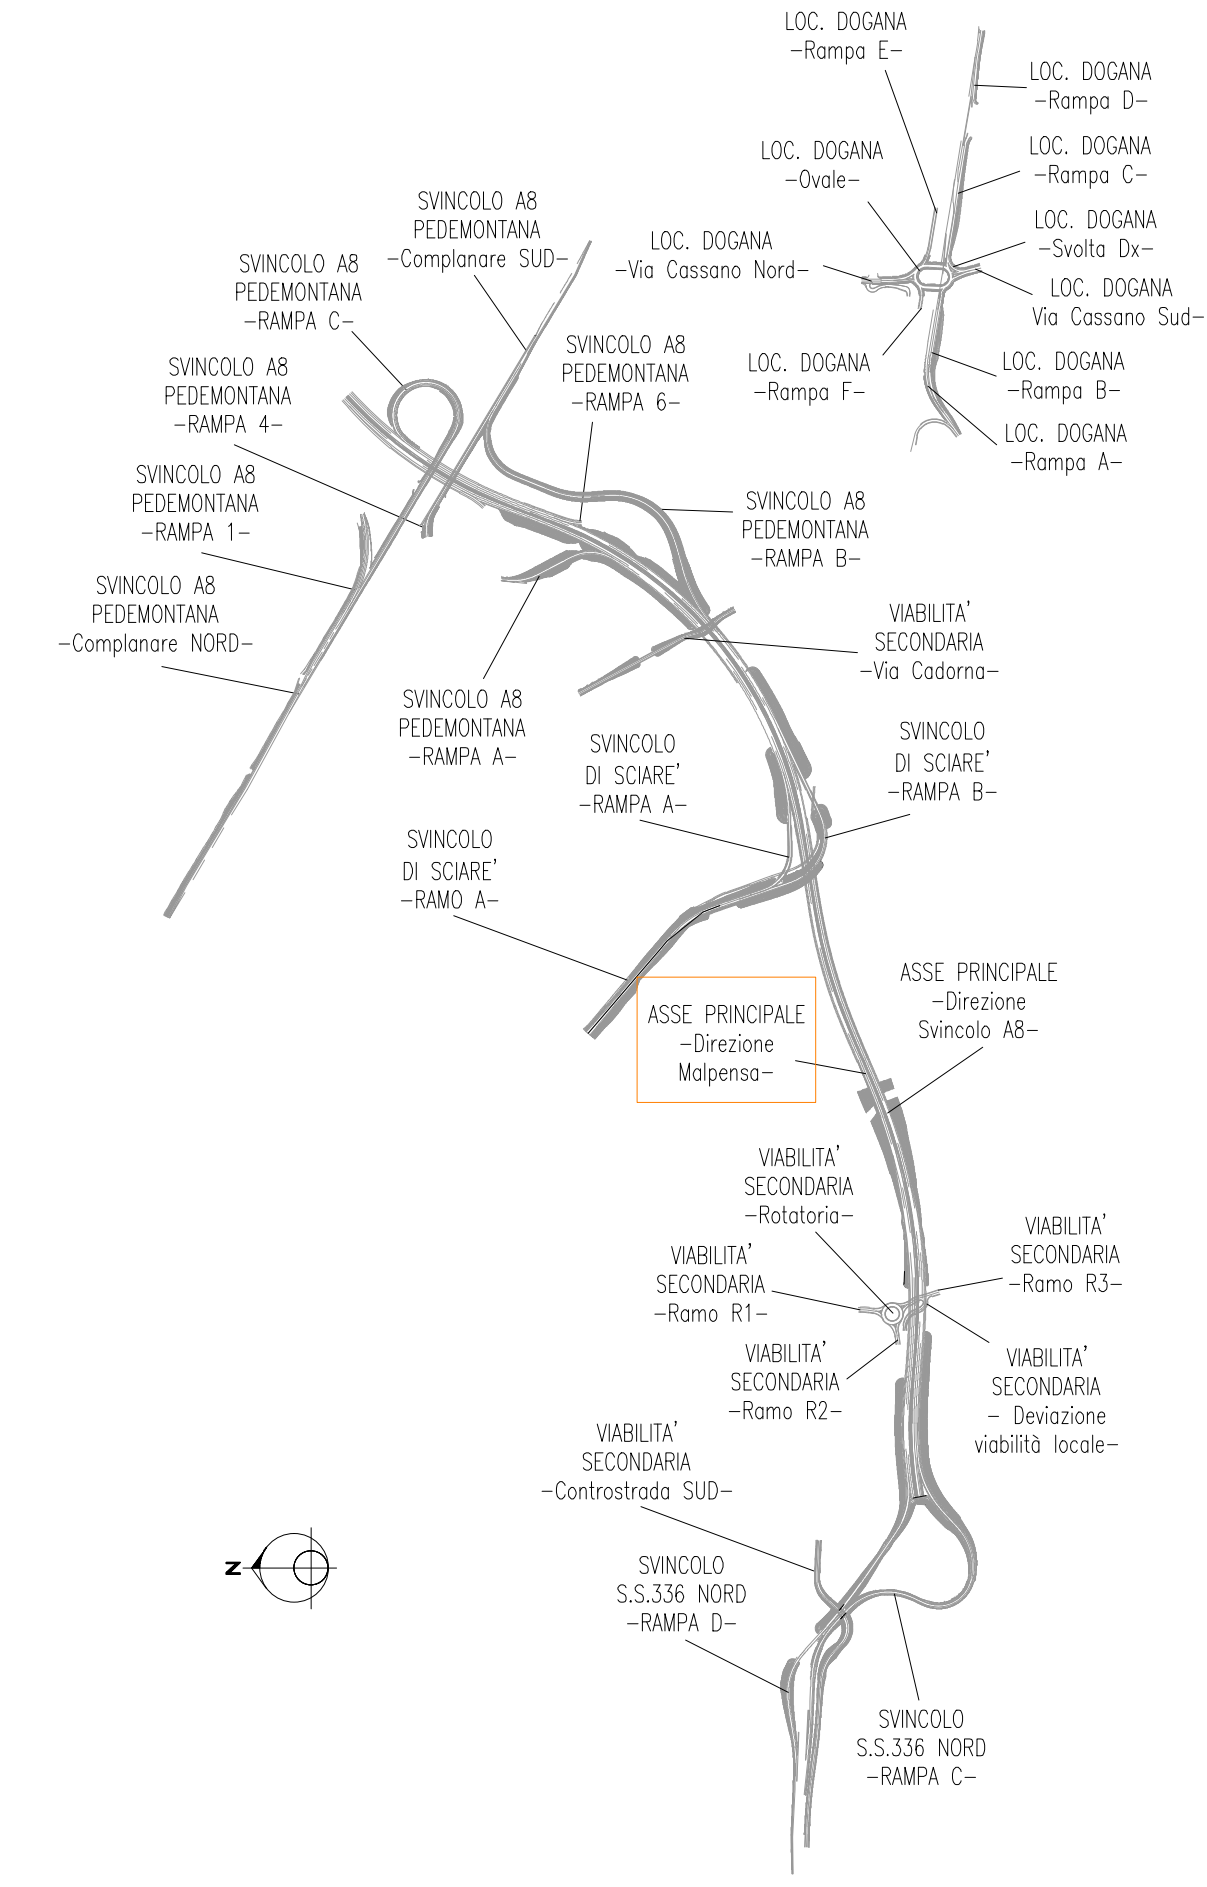 LOC. DOGANA
-Rampa E-
LOC. DOGANA
-Rampa D-
LOC. DOGANA
-Ovale-
LOC. DOGANA
-Rampa C-
SVINCOLO A8
PEDEMONTANA
-Complanare SUD-
LOC. DOGANA
-Via Cassano Nord-
LOC. DOGANA
-Svolta Dx-
SVINCOLO A8
PEDEMONTANA
-RAMPA C-
LOC. DOGANA
Via Cassano Sud-
SVINCOLO A8
PEDEMONTANA
-RAMPA 4-
SVINCOLO A8
PEDEMONTANA
-RAMPA 6-
LOC. DOGANA
-Rampa F-
LOC. DOGANA
-Rampa B-
LOC. DOGANA
-Rampa A-
SVINCOLO A8
PEDEMONTANA
-RAMPA 1-
SVINCOLO A8
PEDEMONTANA
-RAMPA B-
SVINCOLO A8
PEDEMONTANA
-Complanare NORD-
VIABILITA'
SECONDARIA
-Via Cadorna-
SVINCOLO A8
PEDEMONTANA
-RAMPA A-
SVINCOLO
DI SCIARE'
-RAMPA A-
SVINCOLO
DI SCIARE'
-RAMPA B-
SVINCOLO
DI SCIARE'
-RAMO A-
ASSE PRINCIPALE
-Direzione
Svincolo A8-
ASSE PRINCIPALE
-Direzione
Malpensa-
VIABILITA'
SECONDARIA
-Rotatoria-
VIABILITA'
SECONDARIA
-Ramo R3-
VIABILITA'
SECONDARIA
-Ramo R1-
VIABILITA'
SECONDARIA
-Ramo R2-
VIABILITA'
SECONDARIA
- Deviazione
viabilità locale-
VIABILITA'
SECONDARIA
-Controstrada SUD-
SVINCOLO
S.S.336 NORD
-RAMPA D-
N
SVINCOLO
S.S.336 NORD
-RAMPA C-